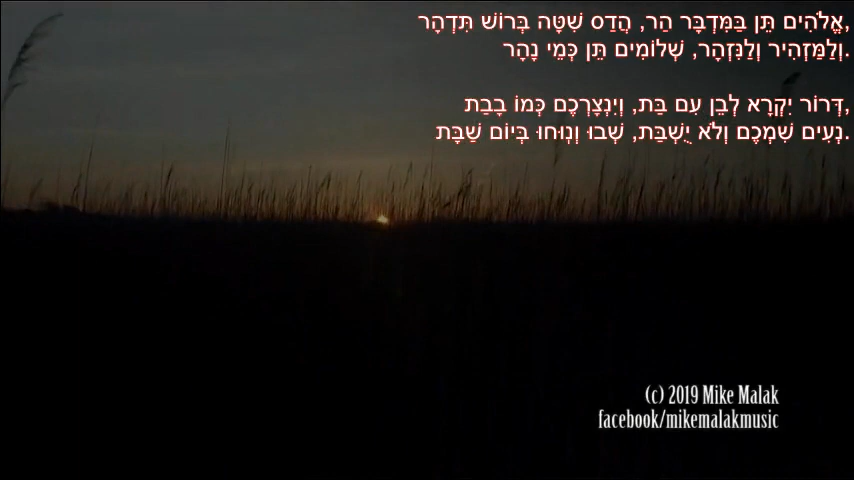 אֱלֹהִים תֵּן בַּמִּדְבָּר הַר, הֲדַס שִׁטָּה בְּרוֹשׁ תִּדְהָר,
וְלַמַּזְהִיר וְלַנִּזְהָר, שְׁלוֹמִים תֵּן כְּמֵי נָהָר.
דְּרוֹר יִקְרָא לְבֵן עִם בַּת, וְיִנְצָרְכֶם כְּמוֹ בָבַת,
נְעִים שִׁמְכֶם וְלֹא יֻשְׁבַּת, שְׁבוּ וְנוּחוּ בְּיוֹם שַׁבָּת.
(c) 2019 Mike Malak
facebook/mikemalakmusic